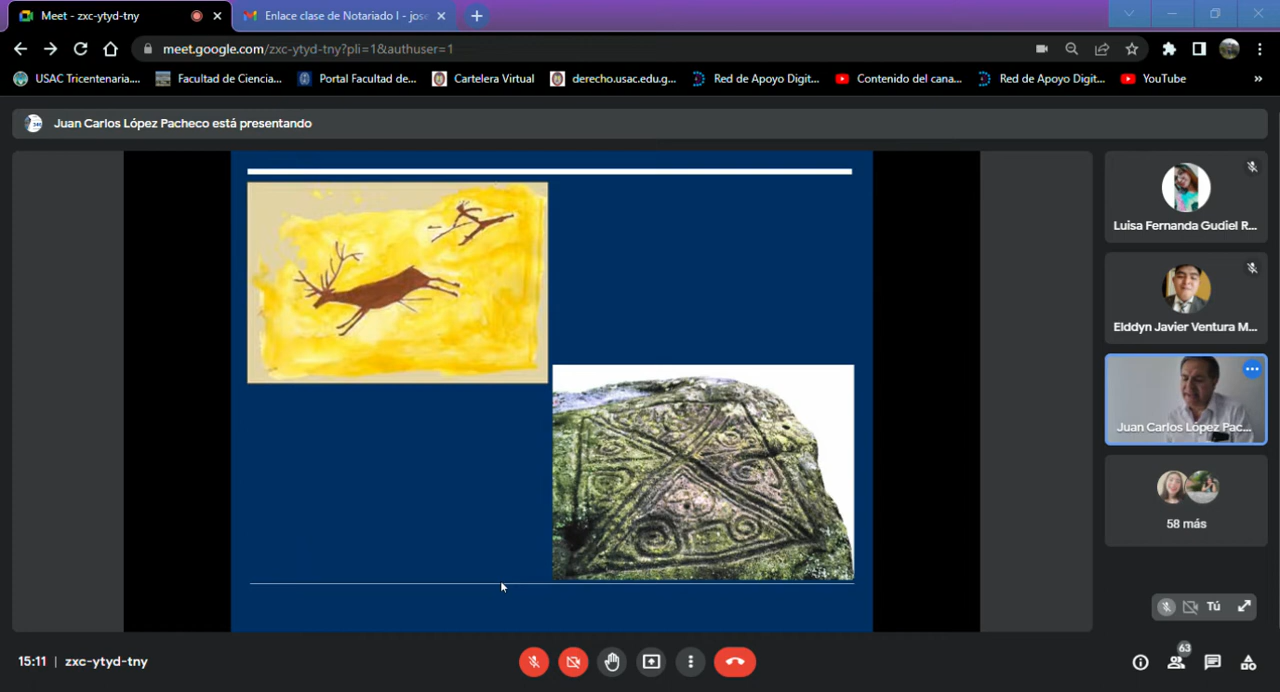 Meet - zxc-ytyd-tny
Enlace clase de Notariado I - jose
meet.google.com/zxc-ytyd-tny?pli=1&authuser=1
USAC Tricentenaria....
Facultad de Ciencia...
Portal Facultad de...
Cartelera Virtual
derecho.usac.edu.g...
Red de Apoyo Digit...
Contenido del cana...
Red de Apoyo Digit...
YouTube
»
Juan Carlos López Pacheco está presentando
Luisa Fernanda Gudiel R...
Elddyn Javier Ventura M...
Juan Carlos López Pac...
58 más
Tú
15:11 | zxc-ytyd-tny
63